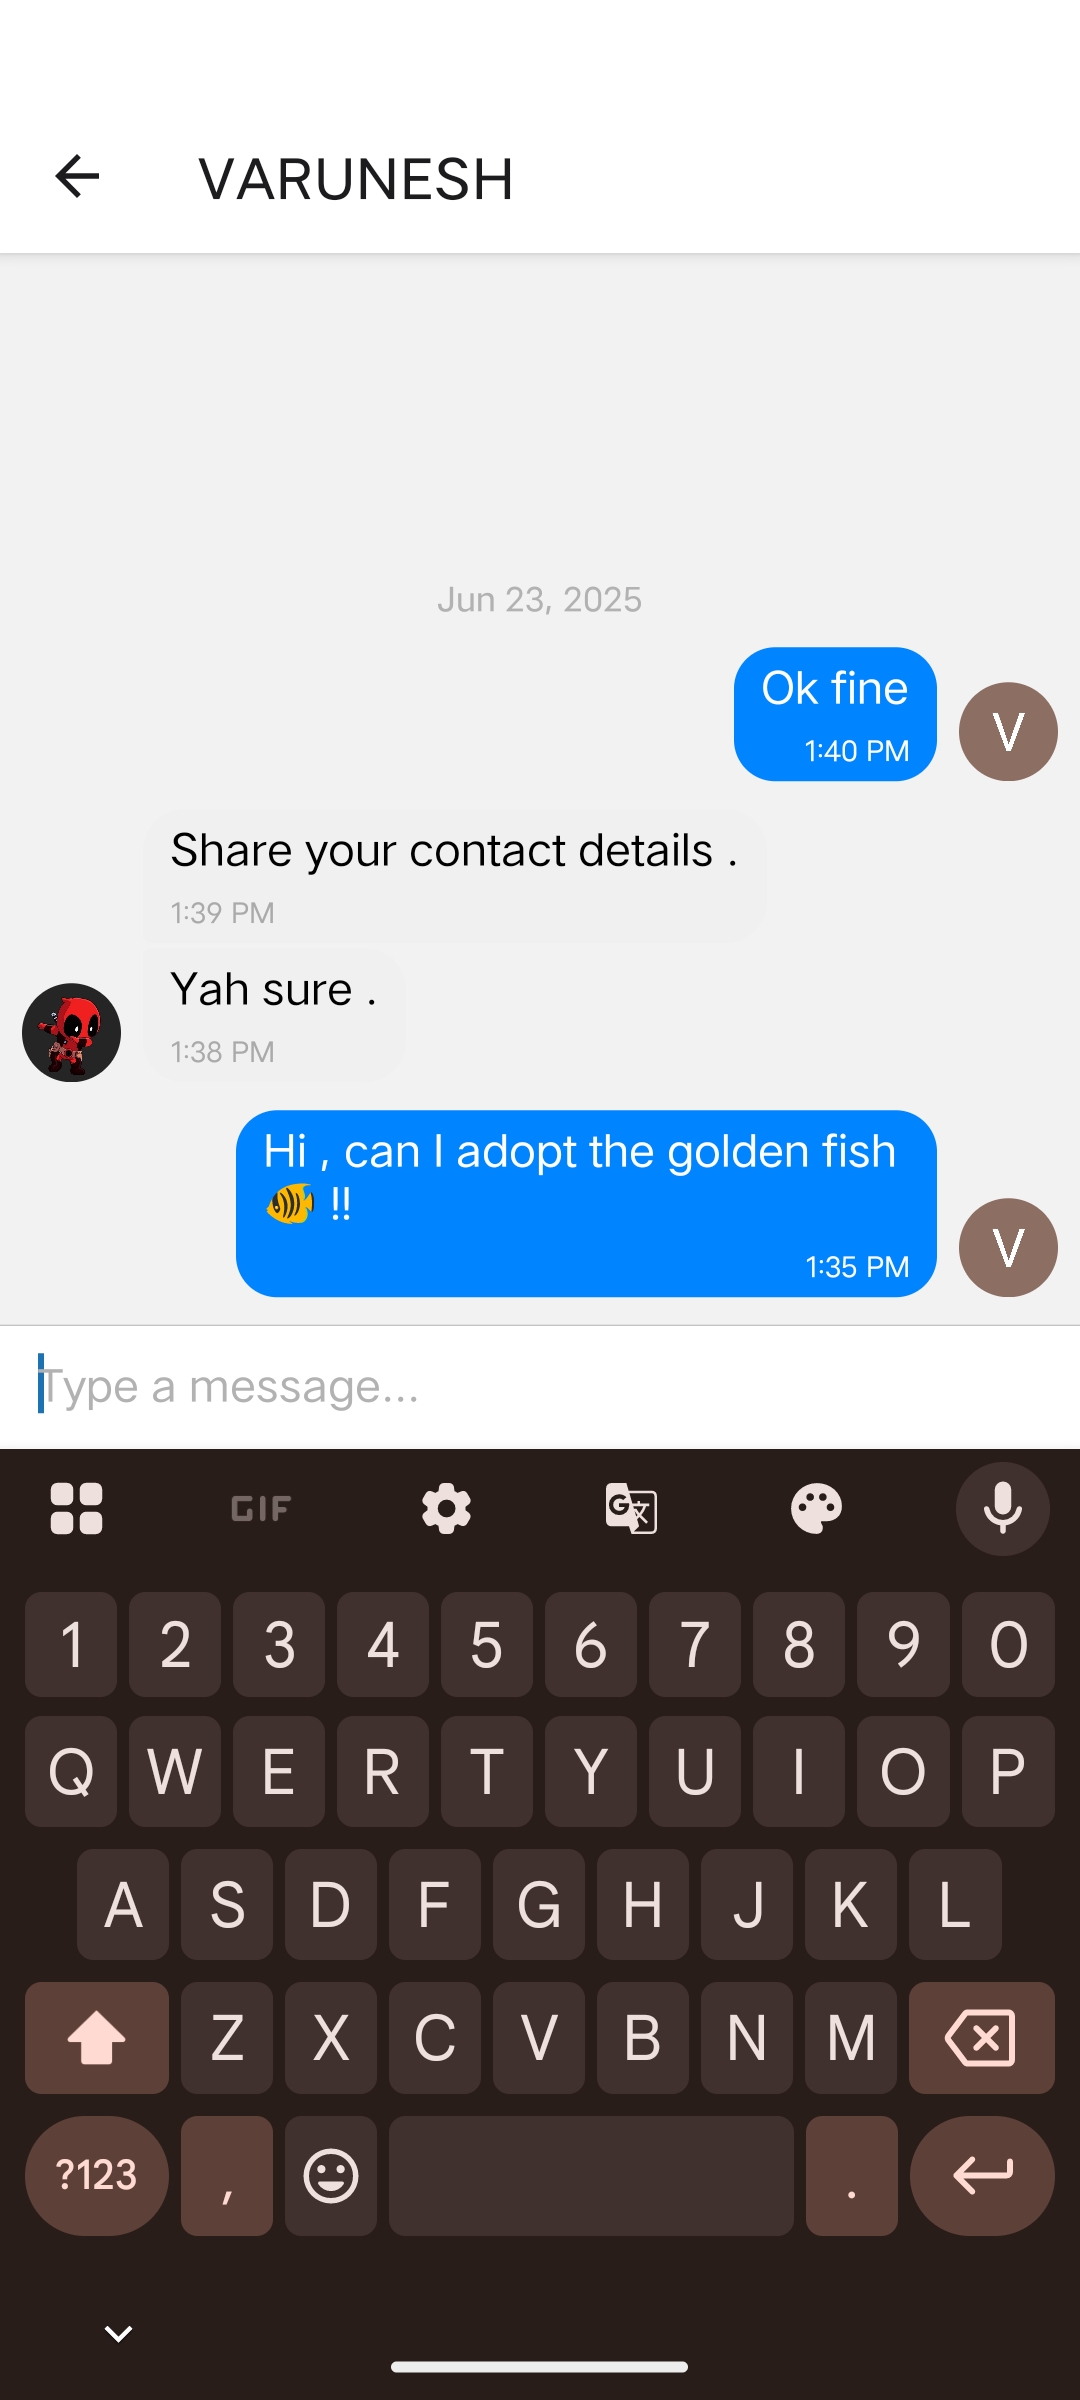 VARUNESH
Jun 23, 2025
Ok fine
1:40 PM
V
Share your contact details .
1:39 PM
Yah sure .
1:38 PM
Hi , can I adopt the golden fish
🐠 !!
1:35 PM
V
Type a message...
GIF
G文
1 2 3 4 5 6 7 8 9 0
Q W E R T Y U I O P
A S D F G H J K L
Z X C V B N M
?123 , .